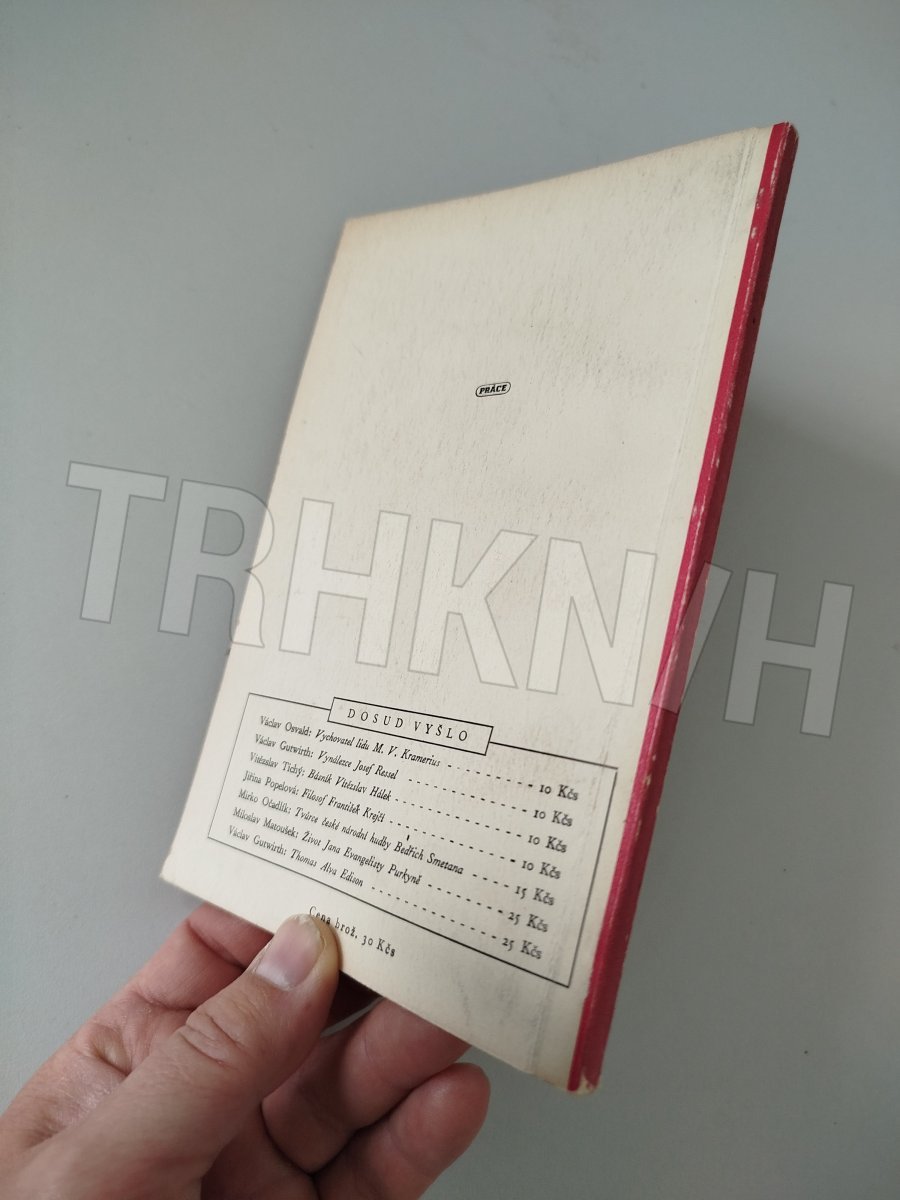 PRÁCE
TRHKNVH
DOSUD VYŠLO
Václav Osvald: Vychovatel lidu M. V. Kramerius - - - - - - - - 10 Kčs
Václav Gutwirth: Vynálezce Josef Ressel - - - - - - - - - - - 10 Kčs
Vítězslav Tichý: Básník Vítězslav Hálek - - - - - - - - - - - 10 Kčs
Jiřina Popelová: Filosof František Krejčí - - - - - - - - - - - 10 Kčs
Mirko Očadlík: Tvůrce české národní hudby Bedřich Smetana - - - - - 15 Kčs
Miloslav Matoušek: Život Jana Evangelisty Purkyně - - - - - - - - 25 Kčs
Václav Gutwirth: Thomas Alva Edison - - - - - - - - - - - - - 25 Kčs
Cena brož. 30 Kčs